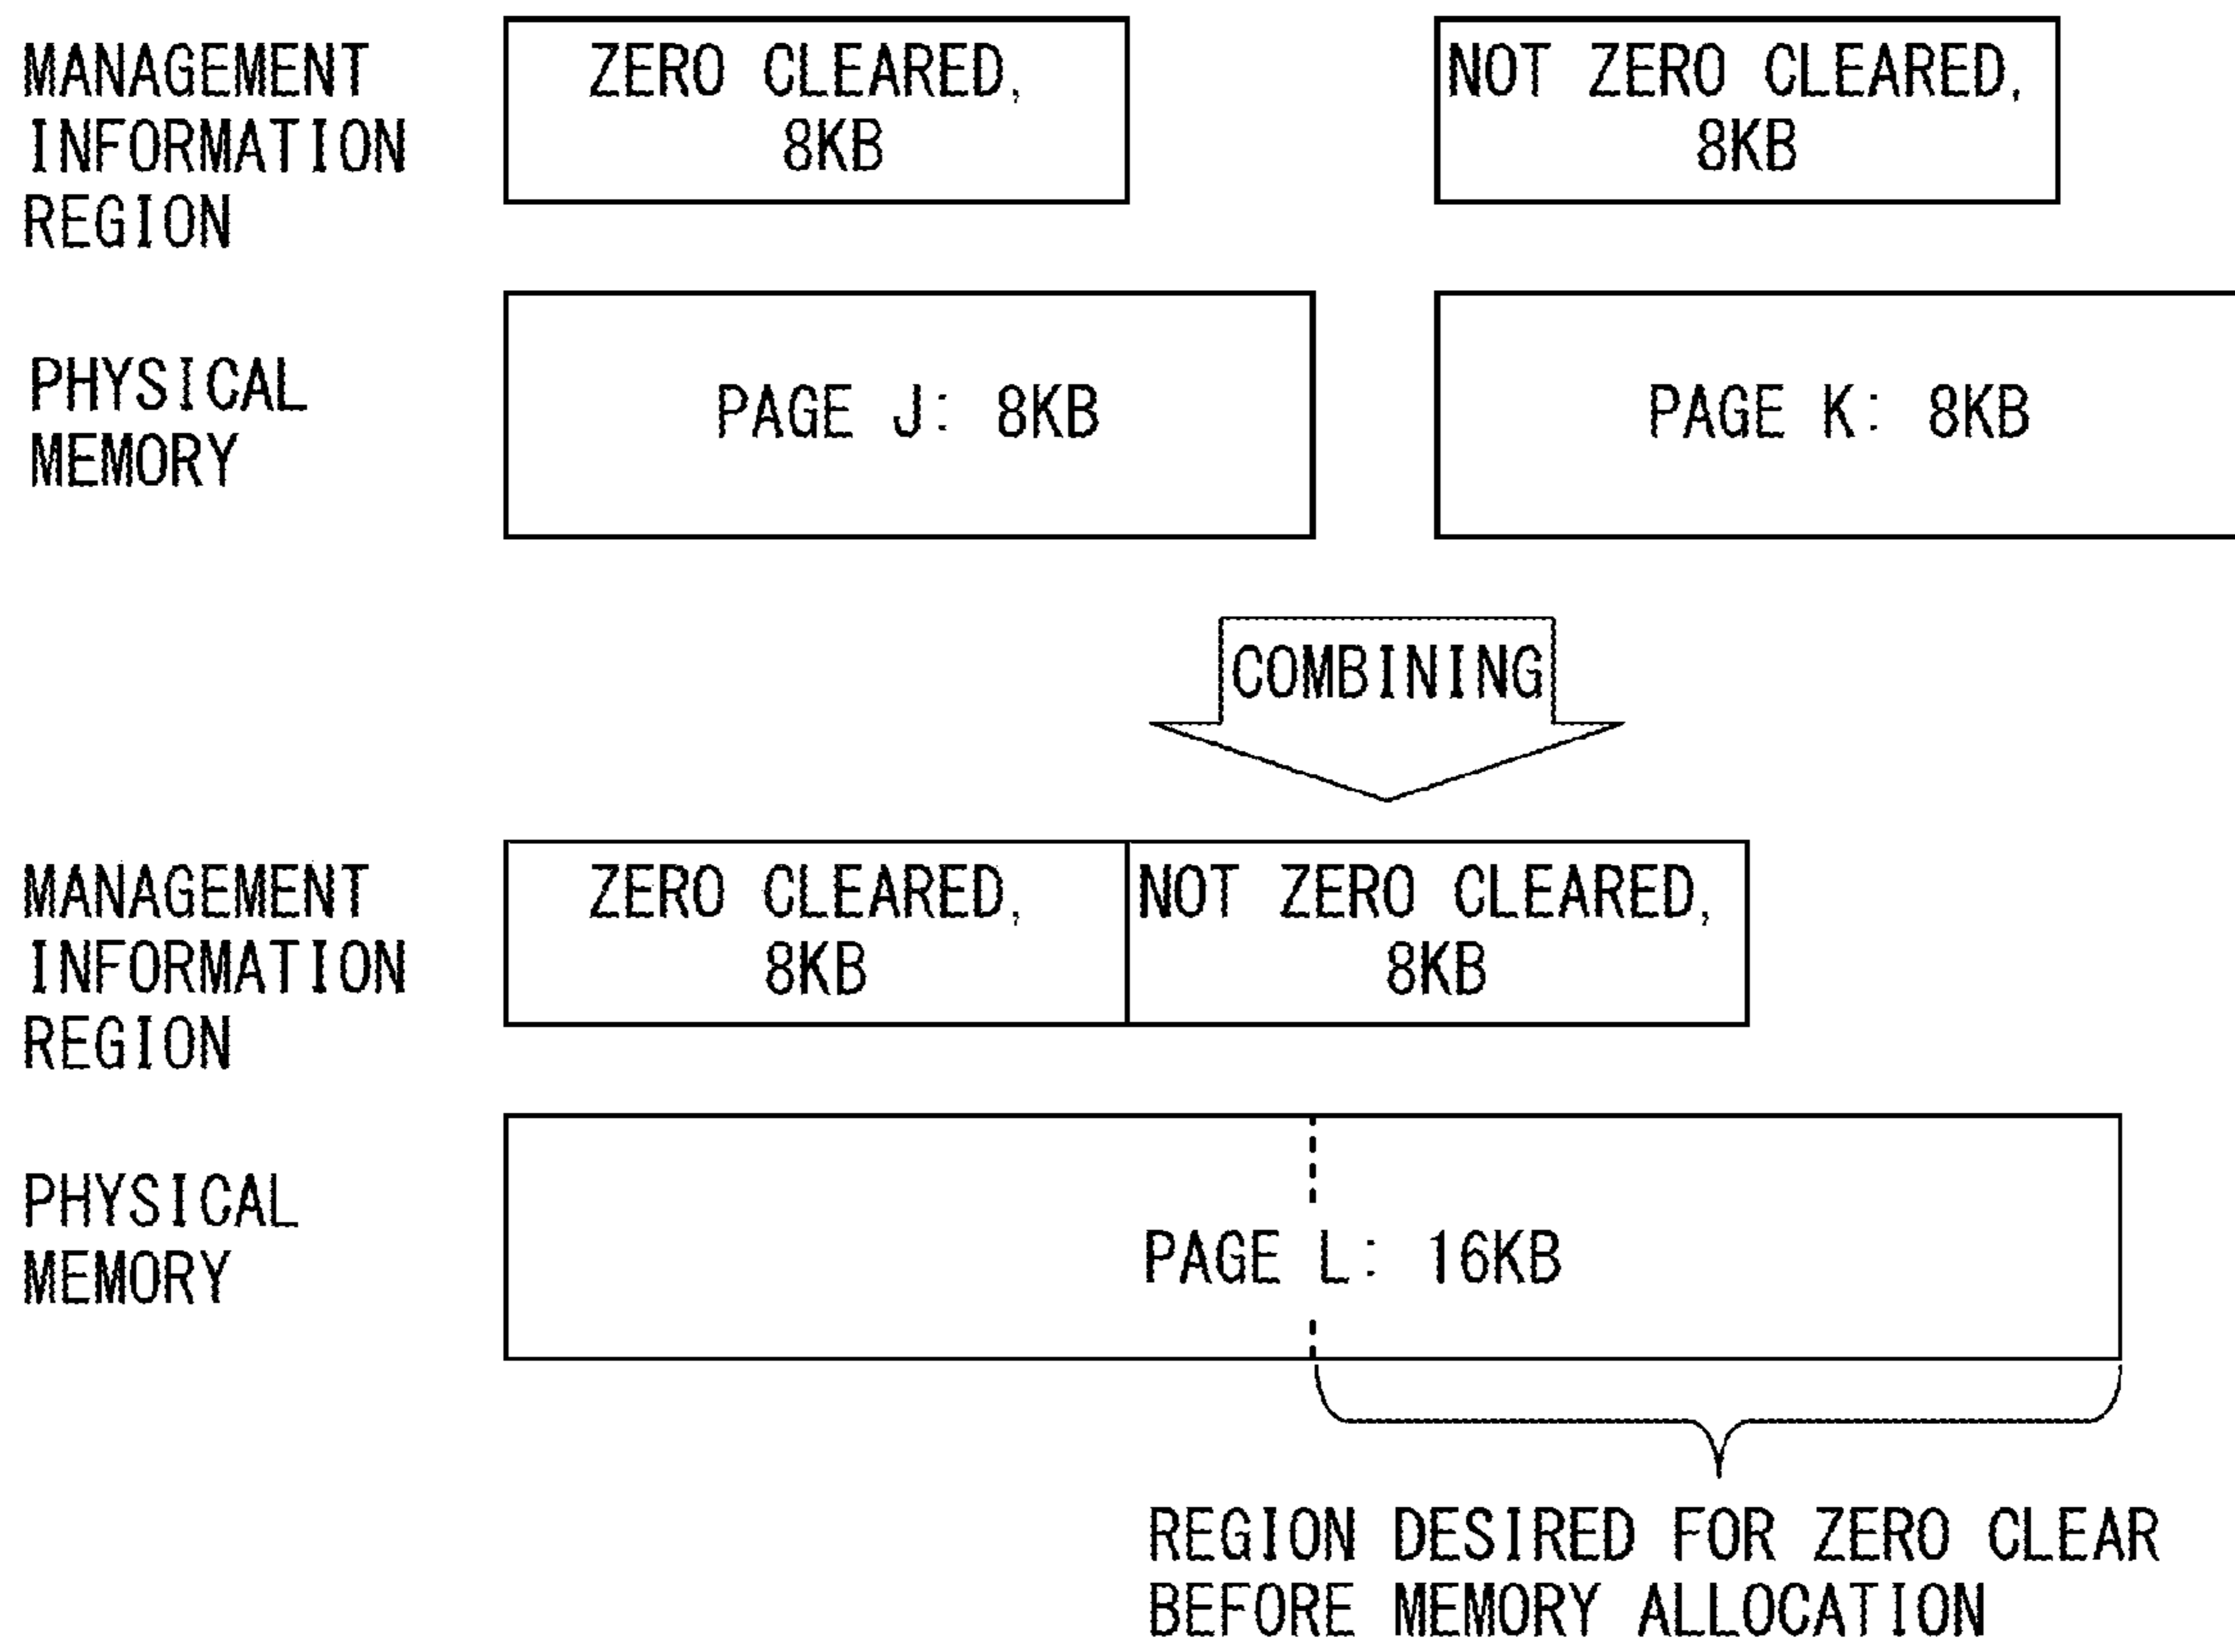 MANAGEMENT
INFORMATION
REGION
ZERO CLEARED,
8KB
NOT ZERO CLEARED,
8KB
PHYSICAL
MEMORY
PAGE J: 8KB
PAGE K: 8KB
COMBINING
MANAGEMENT
INFORMATION
REGION
ZERO CLEARED,
8KB
NOT ZERO CLEARED,
8KB
PHYSICAL
MEMORY
PAGE L: 16KB
REGION DESIRED FOR ZERO CLEAR
BEFORE MEMORY ALLOCATION